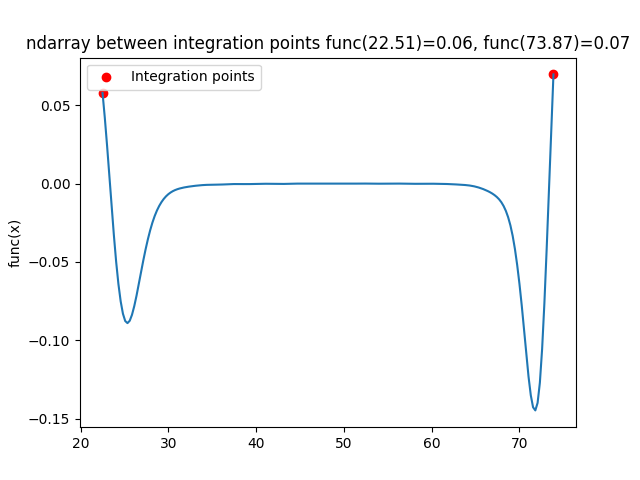 ndarray between integration points func(22.51)=0.06, func(73.87)=0.07
Integration points
func(x)
0.05
0.00
−0.05
−0.10
−0.15
20 30 40 50 60 70